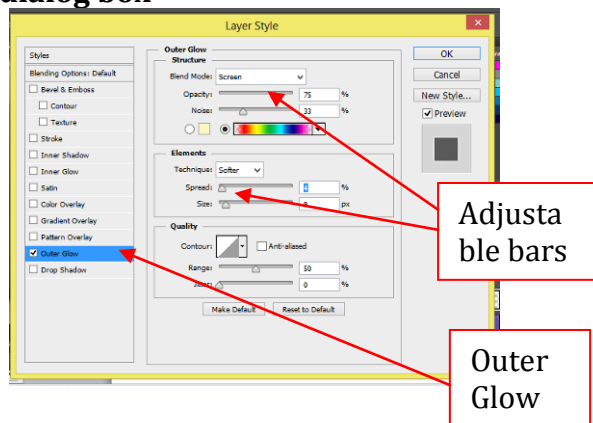 dialog box
Layer Style
Styles
Blending Options: Default
Bevel & Emboss
Contour
Texture
Stroke
Inner Shadow
Inner Glow
Satin
Color Overlay
Gradient Overlay
Pattern Overlay
Outer Glow
Drop Shadow
Outer Glow
Structure
Blend Mode: Screen
Opacity: 75 %
Noise: 33 %
Elements
Technique: Softer
Spread: %
Size: px
Quality
Contour: Anti-aliased
Range: 50 %
Jitter: 0 %
Make Default Reset to Default
OK
Cancel
New Style...
Preview
Adjusta
ble bars
Outer
Glow